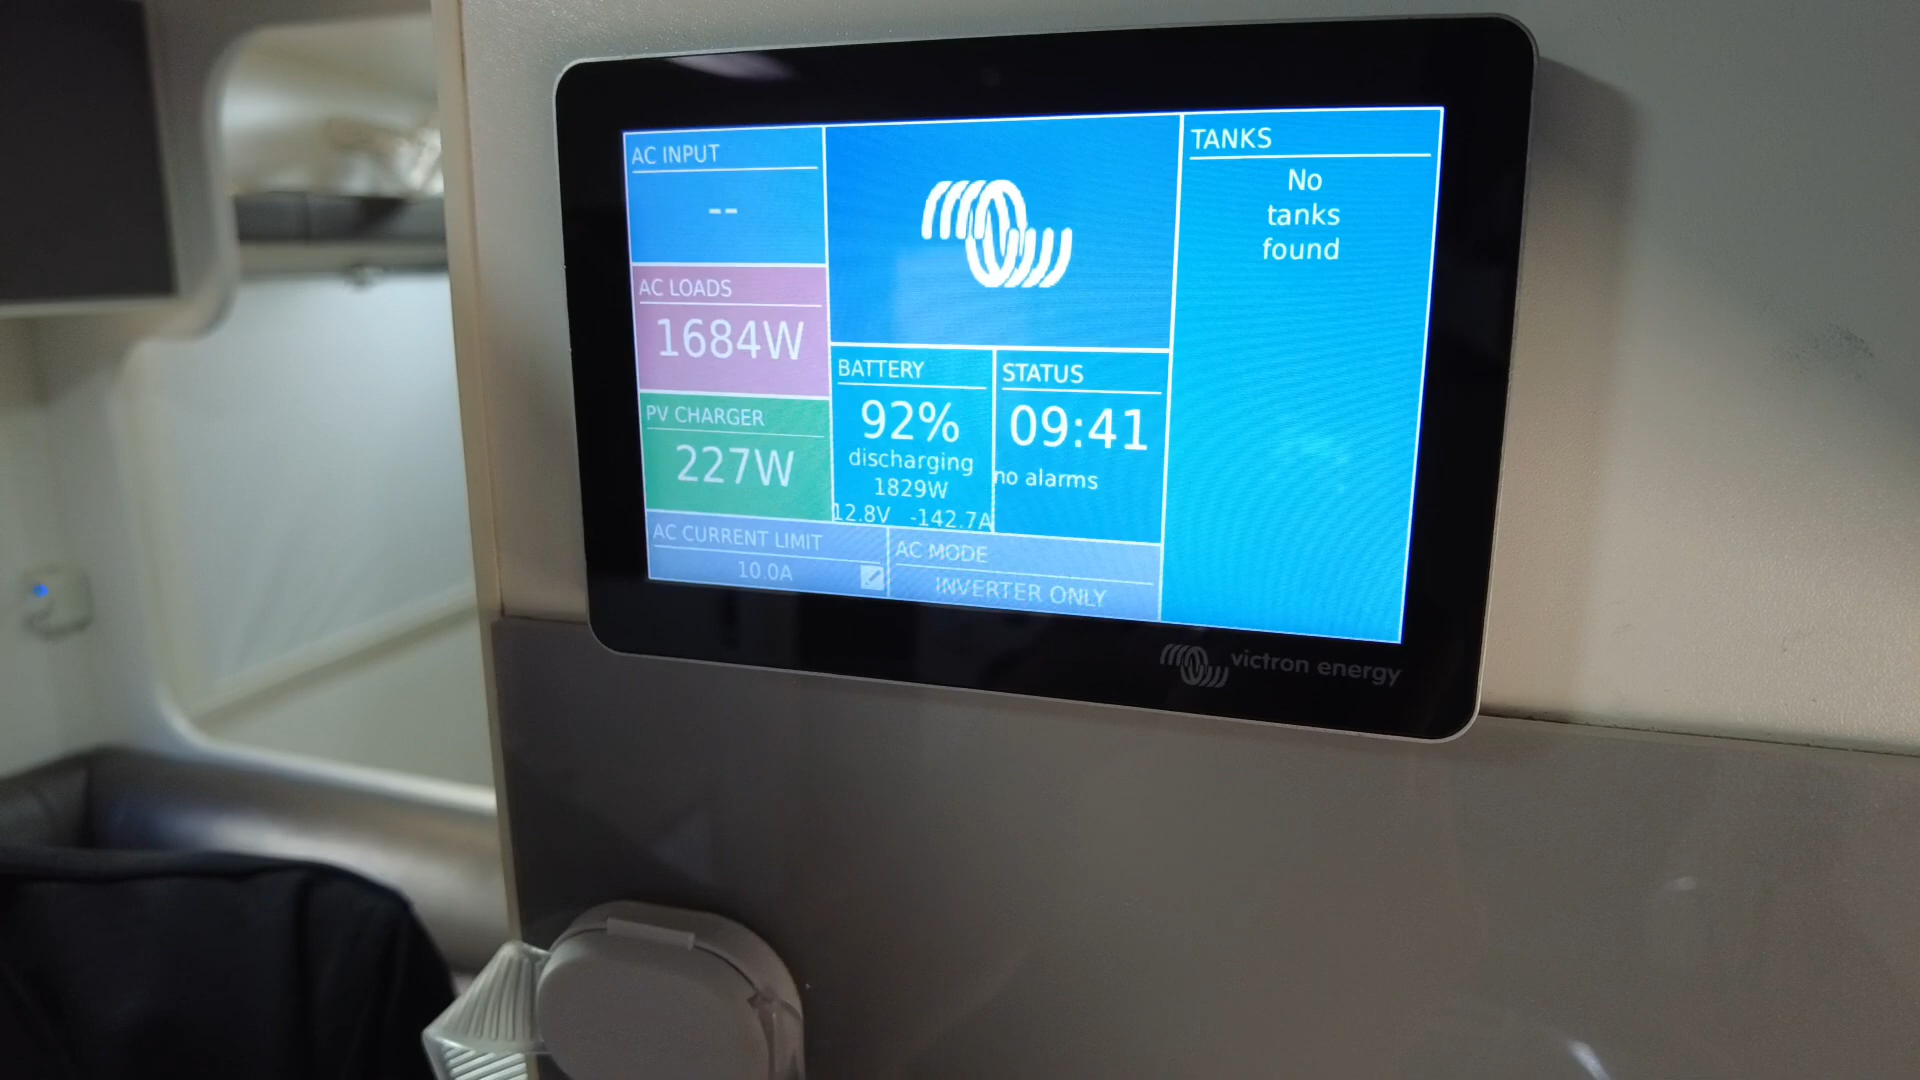 AC INPUT
--
AC LOADS
1684W
PV CHARGER
227W
AC CURRENT LIMIT
10.0A
BATTERY
92%
discharging
1829W
12.8V -142.7A
STATUS
09:41
no alarms
AC MODE
INVERTER ONLY
TANKS
No
tanks
found
victron energy